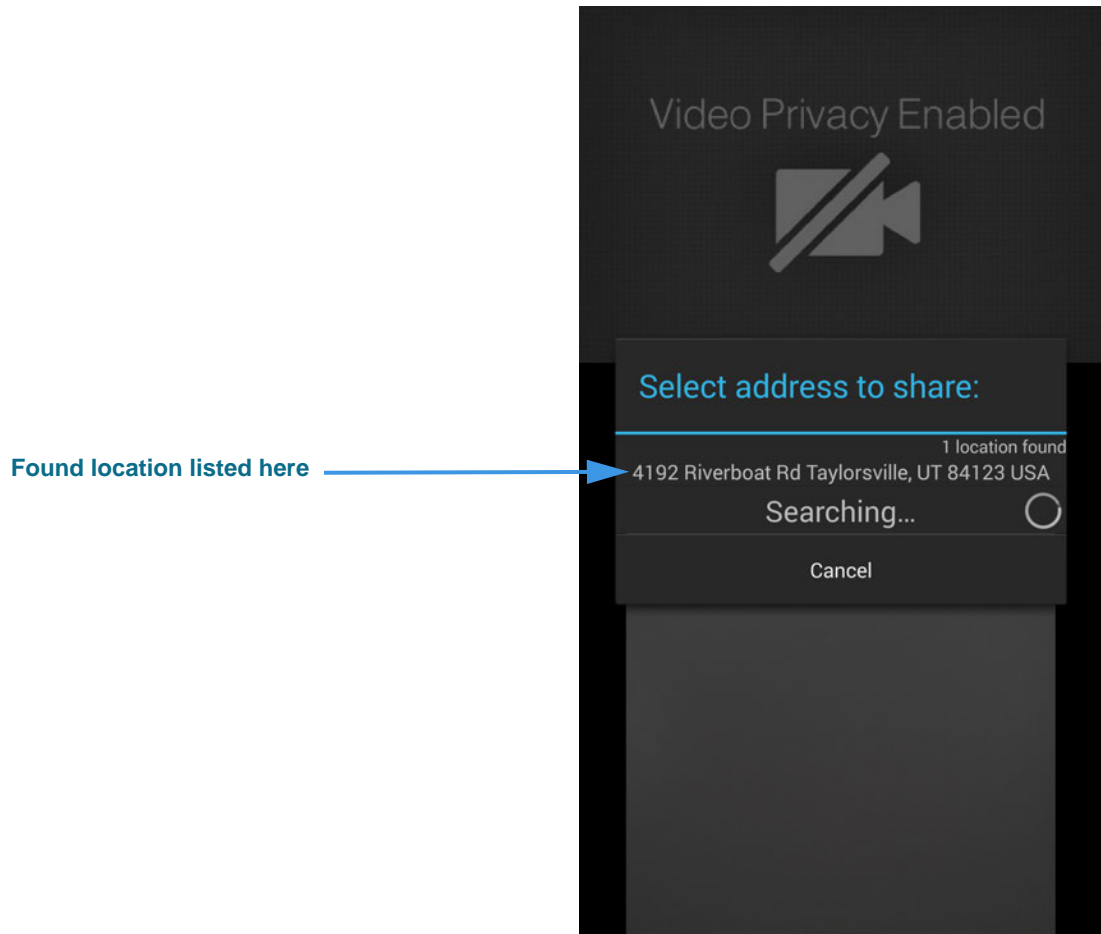 Video Privacy Enabled
Select address to share:
1 location found
Found location listed here
4192 Riverboat Rd Taylorsville, UT 84123 USA
Searching...
Cancel